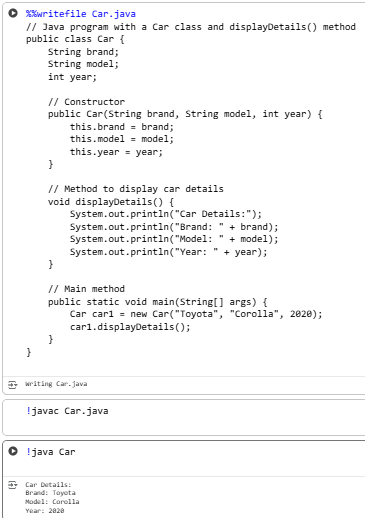 %%writefile Car.java
// Java program with a Car class and displayDetails() method
public class Car {
    String brand;
    String model;
    int year;

    // Constructor
    public Car(String brand, String model, int year) {
        this.brand = brand;
        this.model = model;
        this.year = year;
    }

    // Method to display car details
    void displayDetails() {
        System.out.println("Car Details:");
        System.out.println("Brand: " + brand);
        System.out.println("Model: " + model);
        System.out.println("Year: " + year);
    }

    // Main method
    public static void main(String[] args) {
        Car car1 = new Car("Toyota", "Corolla", 2020);
        car1.displayDetails();
    }
}
Writing Car.java
!javac Car.java
!java Car
Car Details:
Brand: Toyota
Model: Corolla
Year: 2020